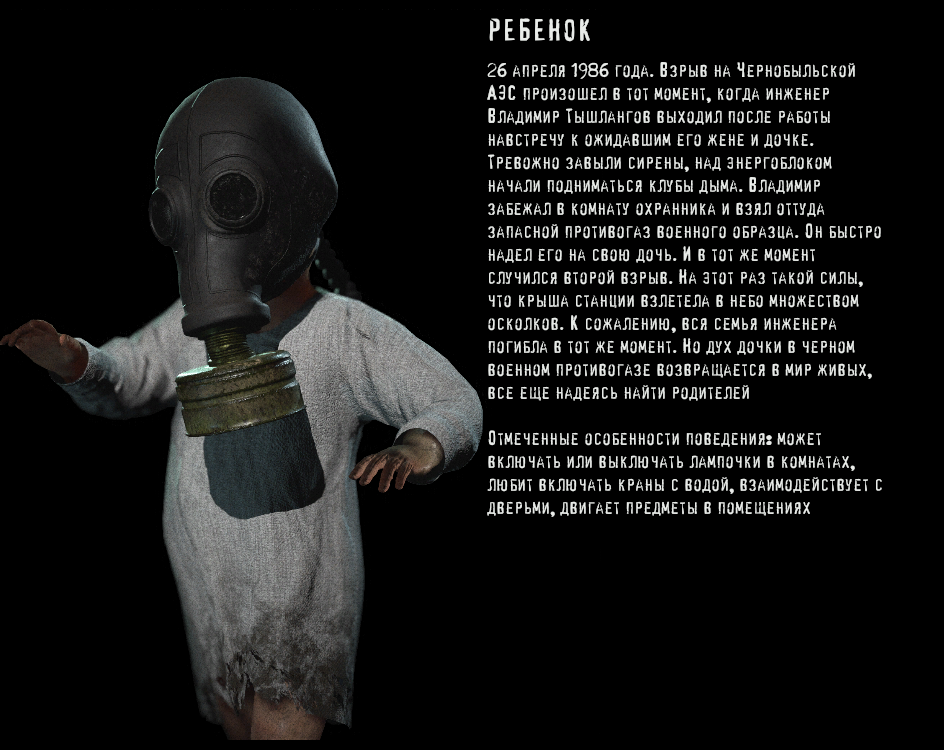 РЕБЕНОК
26 АПРЕЛЯ 1986 ГОДА. ВЗРЫВ НА ЧЕРНОБЫЛЬСКОЙ
АЭС ПРОИЗОШЕЛ В ТОТ МОМЕНТ, КОГДА ИНЖЕНЕР
ВЛАДИМИР ТЫШЛАНГОВ ВЫХОДИЛ ПОСЛЕ РАБОТЫ
НАВСТРЕЧУ К ОЖИДАВШИМ ЕГО ЖЕНЕ И ДОЧКЕ.
ТРЕВОЖНО ЗАВЫЛИ СИРЕНЫ, НАД ЭНЕРГОБЛОКОМ
НАЧАЛИ ПОДНИМАТЬСЯ КЛУБЫ ДЫМА. ВЛАДИМИР
ЗАБЕЖАЛ В КОМНАТУ ОХРАННИКА И ВЗЯЛ ОТТУДА
ЗАПАСНОЙ ПРОТИВОГАЗ ВОЕННОГО ОБРАЗЦА. ОН БЫСТРО
НАДЕЛ ЕГО НА СВОЮ ДОЧЬ. И В ТОТ ЖЕ МОМЕНТ
СЛУЧИЛСЯ ВТОРОЙ ВЗРЫВ. НА ЭТОТ РАЗ ТАКОЙ СИЛЫ,
ЧТО КРЫША СТАНЦИИ ВЗЛЕТЕЛА В НЕБО МНОЖЕСТВОМ
ОСКОЛКОВ. К СОЖАЛЕНИЮ, ВСЯ СЕМЬЯ ИНЖЕНЕРА
ПОГИБЛА В ТОТ ЖЕ МОМЕНТ. НО ДУХ ДОЧКИ В ЧЕРНОМ
ВОЕННОМ ПРОТИВОГАЗЕ ВОЗВРАЩАЕТСЯ В МИР ЖИВЫХ,
ВСЕ ЕЩЕ НАДЕЯСЬ НАЙТИ РОДИТЕЛЕЙ
ОТМЕЧЕННЫЕ ОСОБЕННОСТИ ПОВЕДЕНИЯ: МОЖЕТ
ВКЛЮЧАТЬ ИЛИ ВЫКЛЮЧАТЬ ЛАМПОЧКИ В КОМНАТАХ,
ЛЮБИТ ВКЛЮЧАТЬ КРАНЫ С ВОДОЙ, ВЗАИМОДЕЙСТВУЕТ С
ДВЕРЬМИ, ДВИГАЕТ ПРЕДМЕТЫ В ПОМЕЩЕНИЯХ